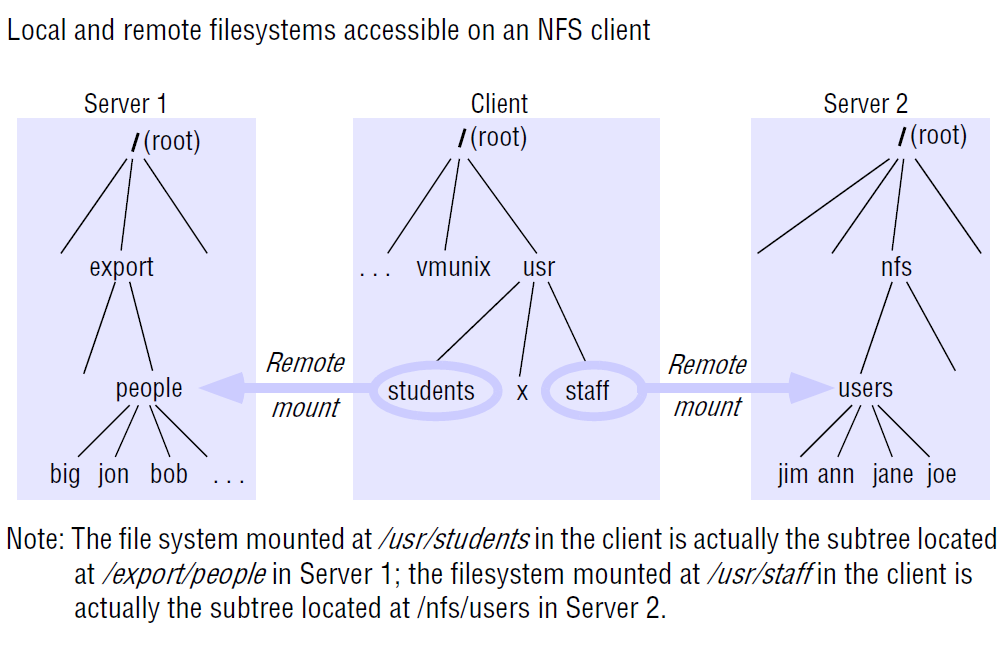 Local and remote filesystems accessible on an NFS client
Server 1
Client
Server 2
/ (root)
/ (root)
/ (root)
export
. . .
vmunix
usr
nfs
Remote
mount
Remote
mount
people
students
x
staff
users
big jon bob . . .
jim ann jane joe
Note: The file system mounted at /usr/students in the client is actually the subtree located
at /export/people in Server 1; the filesystem mounted at /usr/staff in the client is
actually the subtree located at /nfs/users in Server 2.